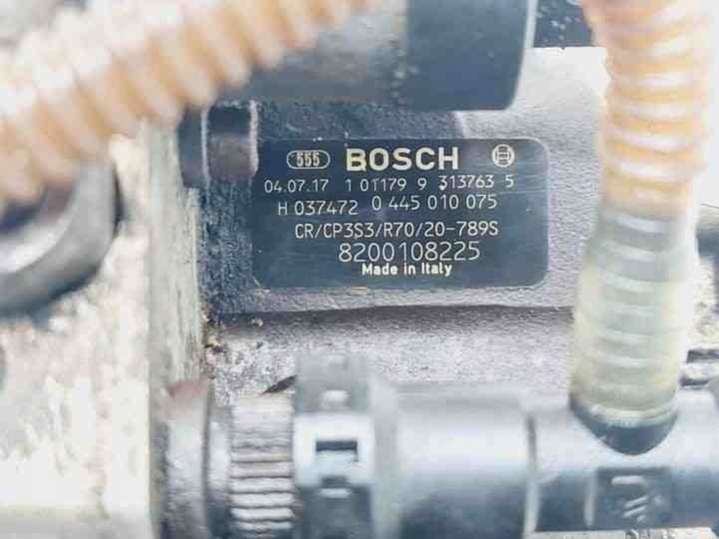 555 BOSCH
04.07.17 1 01179 9 313763 5
H 037472 0 445 010 075
CR/CP3S3/R70/20-789S
8200108225
Made in Italy